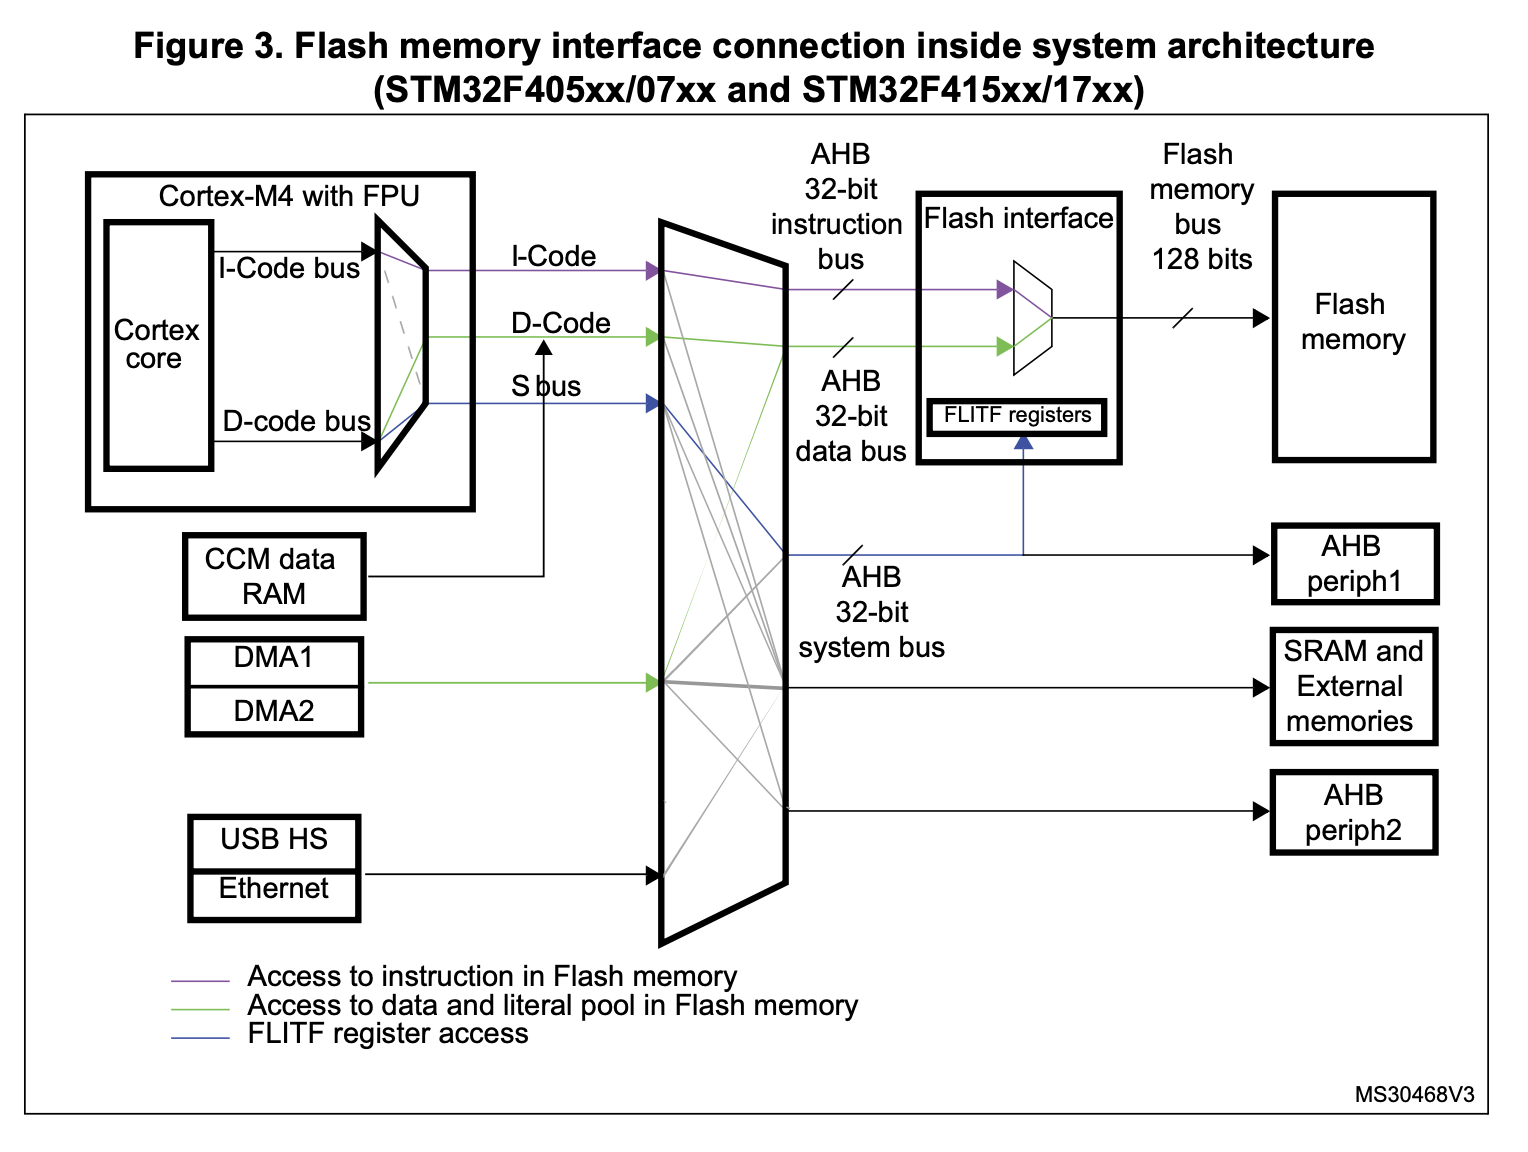 Figure 3. Flash memory interface connection inside system architecture
(STM32F405xx/07xx and STM32F415xx/17xx)
Cortex-M4 with FPU
Cortex
core
I-Code bus
D-code bus
I-Code
D-Code
S bus
CCM data
RAM
DMA1
DMA2
USB HS
Ethernet
AHB
32-bit
instruction
bus
AHB
32-bit
data bus
AHB
32-bit
system bus
Flash interface
FLITF registers
Flash
memory
bus
128 bits
Flash
memory
AHB
periph1
SRAM and
External
memories
AHB
periph2
Access to instruction in Flash memory
Access to data and literal pool in Flash memory
FLITF register access
MS30468V3